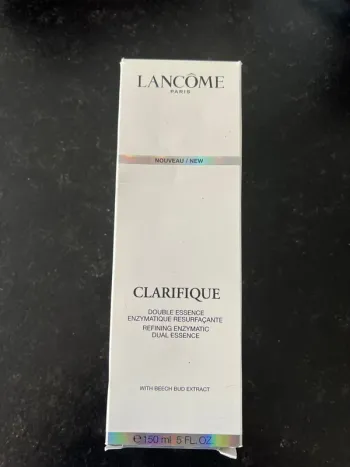 LANCÔME
PARIS
NOUVEAU / NEW
CLARIFIQUE
DOUBLE ESSENCE
ENZYMATIQUE RESURFAÇANTE
REFINING ENZYMATIC
DUAL ESSENCE
WITH BEECH BUD EXTRACT
℮150 ml 5 FL. OZ.